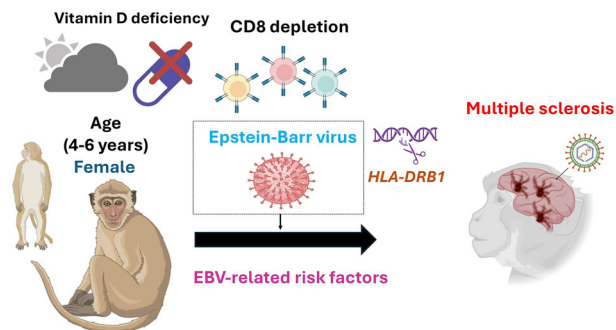 Vitamin D deficiency
CD8 depletion
Age
(4-6 years)
Female
Epstein-Barr virus
HLA-DRB1
Multiple sclerosis
EBV-related risk factors